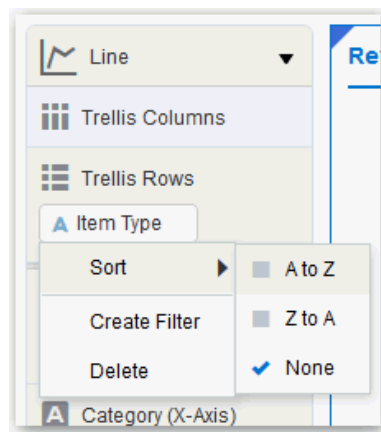 Line
Re
Trellis Columns
Trellis Rows
A Item Type
Sort
A to Z
Create Filter
Z to A
Delete
None
A Category (X-Axis)